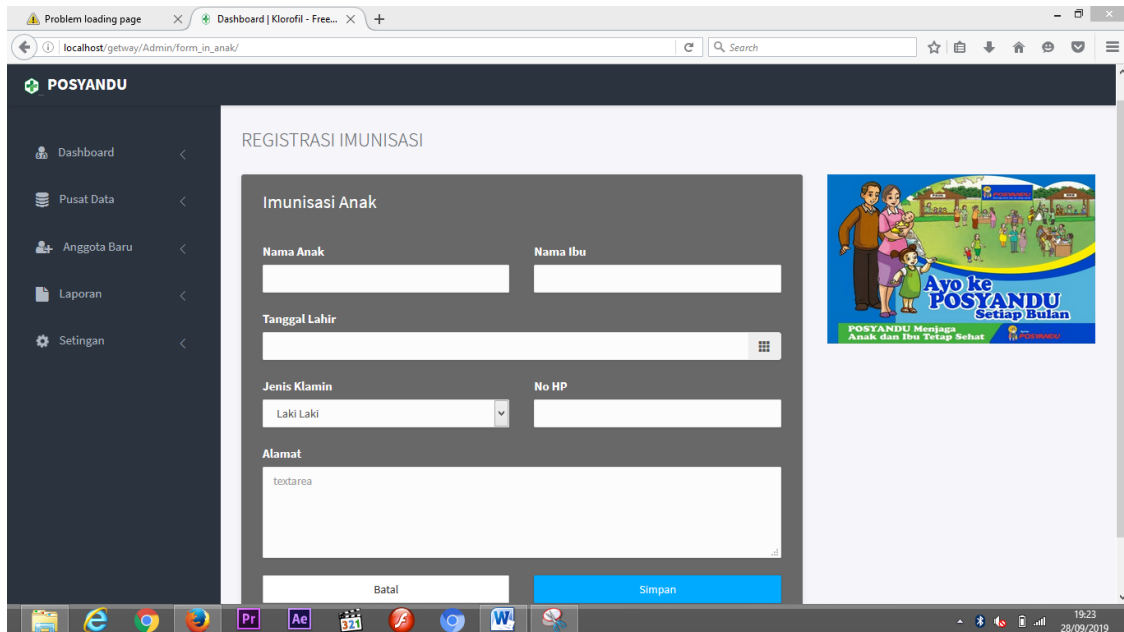 Problem loading page
Dashboard | Klorofil - Free...
localhost/getway/Admin/form_in_anak/
Search
POSYANDU
REGISTRASI IMUNISASI
Dashboard
Pusat Data
Anggota Baru
Laporan
Setingan
Imunisasi Anak
Nama Anak
Nama Ibu
Tanggal Lahir
Jenis Klamin
No HP
Laki Laki
Alamat
textarea
Batal
Simpan
Ayo ke
POSYANDU
Setiap Bulan
POSYANDU Menjaga
Anak dan Ibu Tetap Sehat
POSYANDU
Pr
Ae
321
W
19:23
28/09/2019